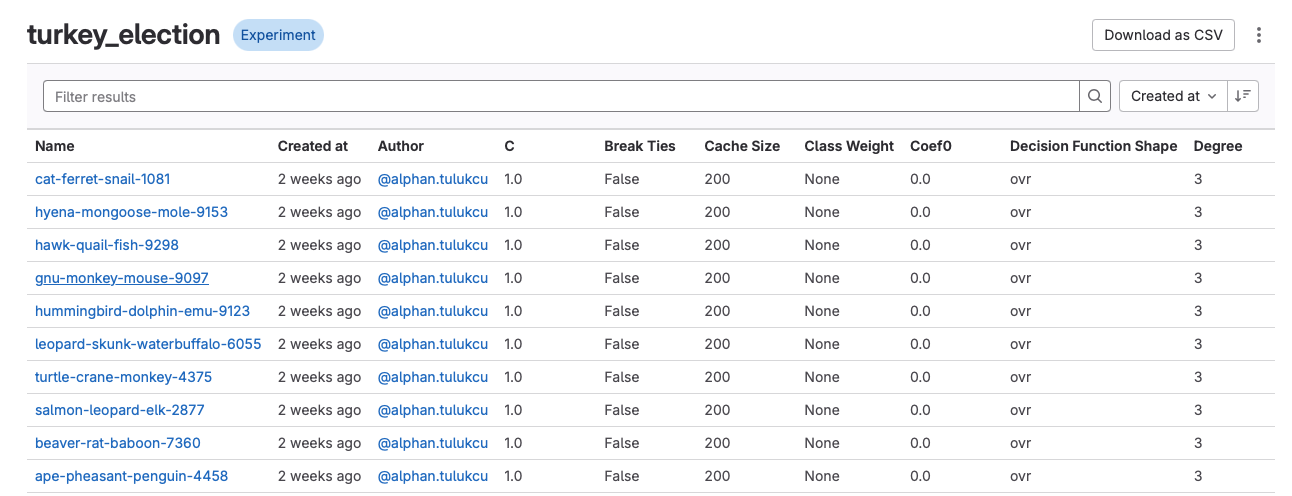 turkey_election Experiment Download as CSV
Filter results Created at
Name Created at Author C Break Ties Cache Size Class Weight Coef0 Decision Function Shape Degree
cat-ferret-snail-1081 2 weeks ago @alphan.tulukcu 1.0 False 200 None 0.0 ovr 3
hyena-mongoose-mole-9153 2 weeks ago @alphan.tulukcu 1.0 False 200 None 0.0 ovr 3
hawk-quail-fish-9298 2 weeks ago @alphan.tulukcu 1.0 False 200 None 0.0 ovr 3
gnu-monkey-mouse-9097 2 weeks ago @alphan.tulukcu 1.0 False 200 None 0.0 ovr 3
hummingbird-dolphin-emu-9123 2 weeks ago @alphan.tulukcu 1.0 False 200 None 0.0 ovr 3
leopard-skunk-waterbuffalo-6055 2 weeks ago @alphan.tulukcu 1.0 False 200 None 0.0 ovr 3
turtle-crane-monkey-4375 2 weeks ago @alphan.tulukcu 1.0 False 200 None 0.0 ovr 3
salmon-leopard-elk-2877 2 weeks ago @alphan.tulukcu 1.0 False 200 None 0.0 ovr 3
beaver-rat-baboon-7360 2 weeks ago @alphan.tulukcu 1.0 False 200 None 0.0 ovr 3
ape-pheasant-penguin-4458 2 weeks ago @alphan.tulukcu 1.0 False 200 None 0.0 ovr 3